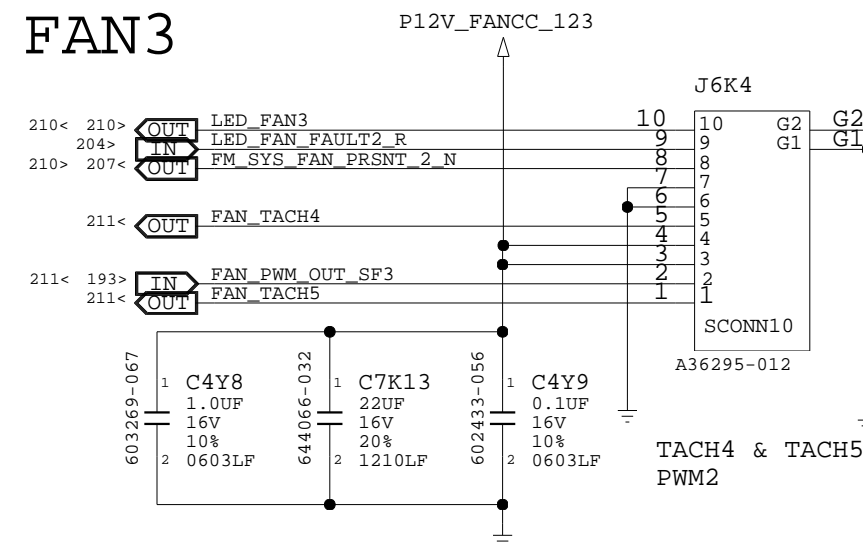 FAN3
P12V_FANCC_123
J6K4
210< 210> OUT LED_FAN3 10 10 G2 G2
204> IN LED_FAN_FAULT2_R 9 9 G1 G1
210> 207< OUT FM_SYS_FAN_PRSNT_2_N 8 8
7 7
6 6
211< OUT FAN_TACH4 5 5
4 4
3 3
211< 193> IN FAN_PWM_OUT_SF3 2 2
211< OUT FAN_TACH5 1 1
SCONN10
A36295-012
603269-067
1 C4Y8
1.0UF
16V
10%
2 0603LF
644066-032
1 C7K13
22UF
16V
20%
2 1210LF
602433-056
1 C4Y9
0.1UF
16V
10%
2 0603LF
TACH4 & TACH5
PWM2